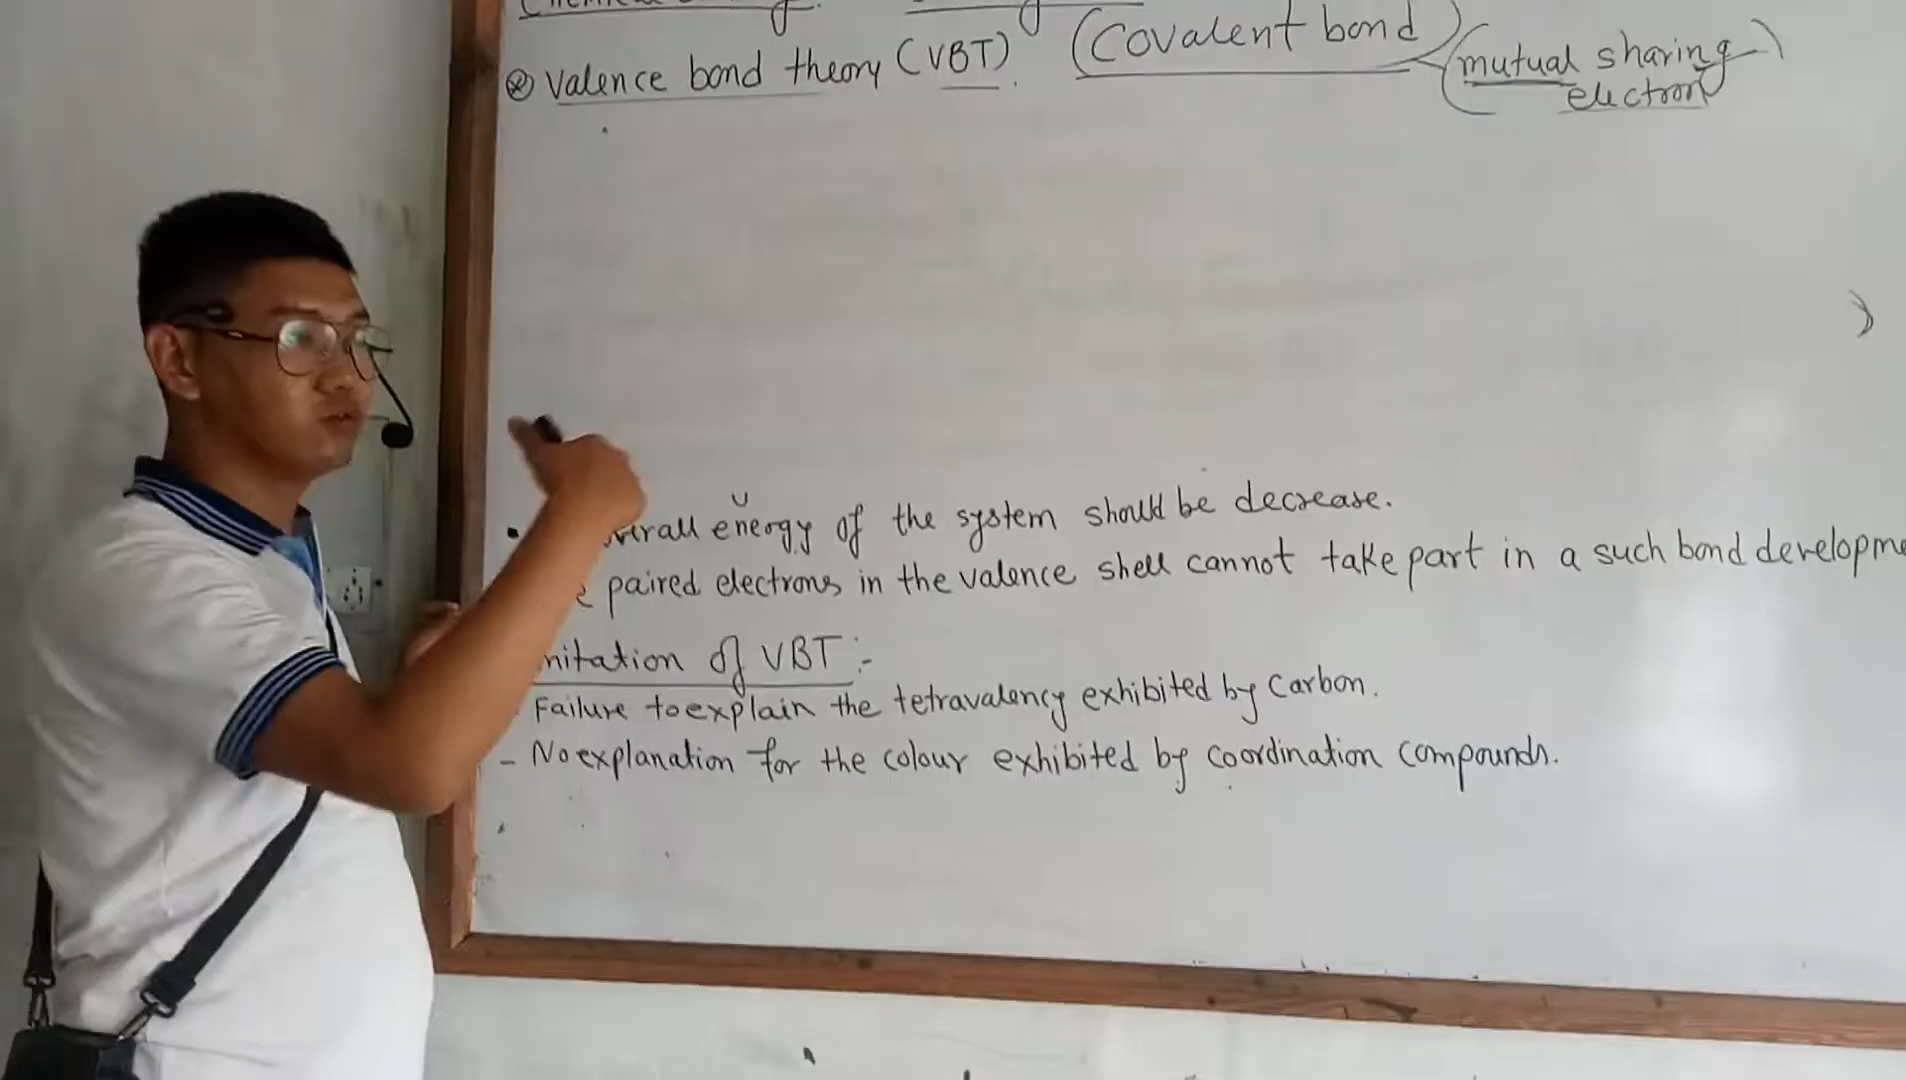 Chemical
⊛ Valence bond theory (VBT). (Covalent bond) (mutual sharing)
electron
energy of the system should be decrease.
paired electrons in the valence shell cannot take part in a such bond developme
of VBT :-
Failure to explain the tetravalency exhibited by Carbon.
- No explanation for the colour exhibited by coordination compounds.